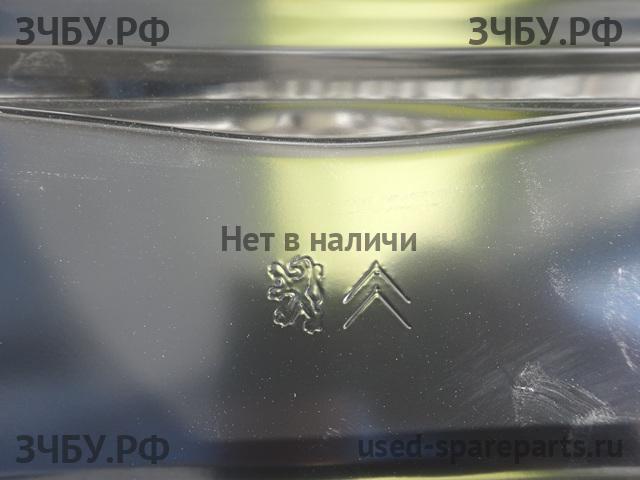 ЗЧБУ.РФ ЗЧБУ.РФ
Нет в наличи
ЗЧБУ.РФ used-spareparts.ru